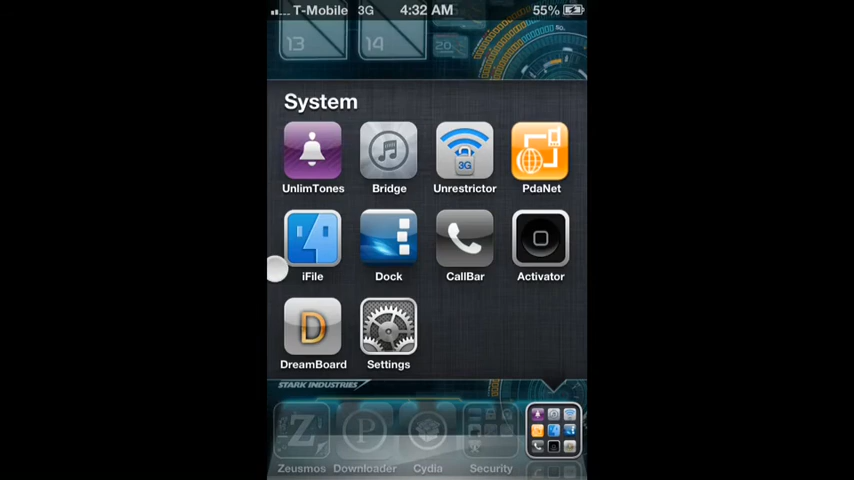 T-Mobile 3G 4:32 AM 55%
13 14 20
System
3G
UnlimTones Bridge Unrestrictor PdaNet
iFile Dock CallBar Activator
D
DreamBoard Settings
STARK INDUSTRIES
Z P
Zeusmos Downloader Cydia Security